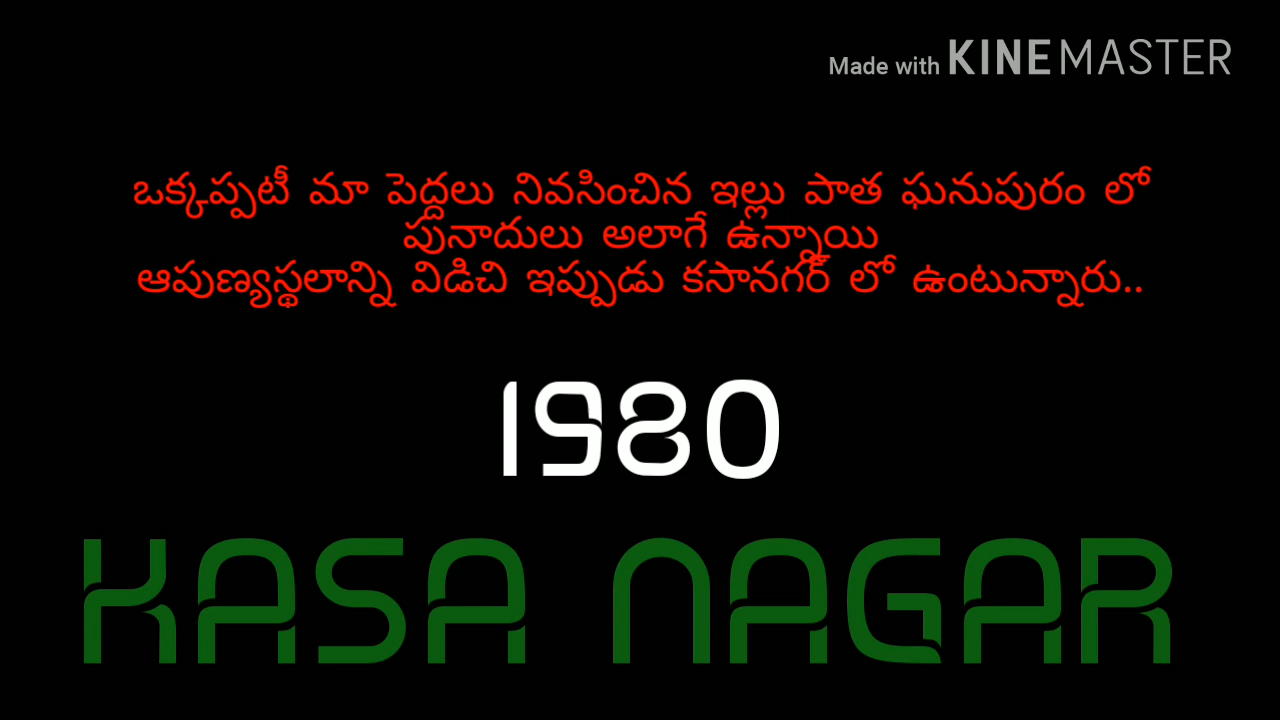 Made with KINEMASTER
ఒక్కప్పటీ మా పెద్దలు నివసించిన ఇల్లు పాత ఘనుపురం లో
పునాదులు అలాగే ఉన్నాయి
ఆపుణ్యస్థలాన్ని విడిచి ఇప్పుడు కసానగర్ లో ఉంటున్నారు..
1980
KASA NAGAR